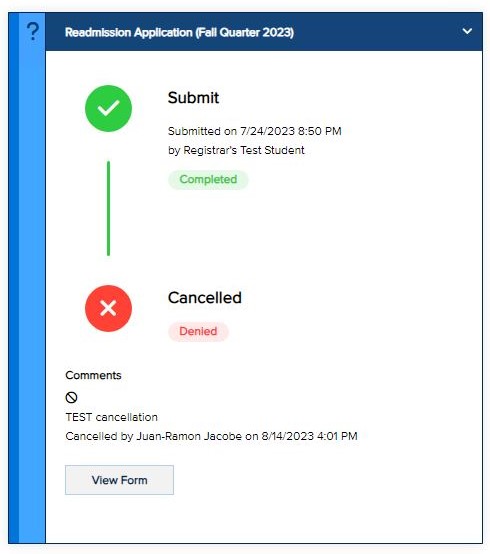 ?
Readmission Application (Fall Quarter 2023)
Submit
Submitted on 7/24/2023 8:50 PM
by Registrar's Test Student
Completed
Cancelled
Denied
Comments
TEST cancellation
Cancelled by Juan-Ramon Jacobe on 8/14/2023 4:01 PM
View Form